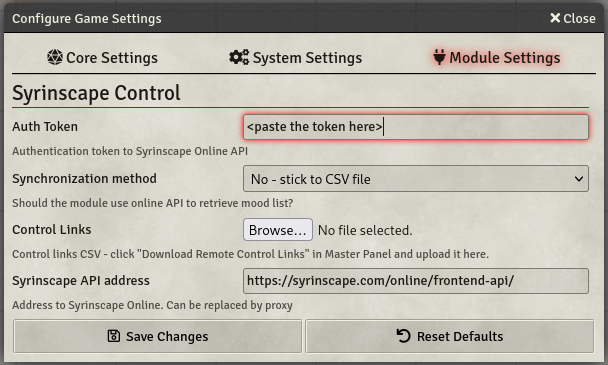 Configure Game Settings
Close
Core Settings
System Settings
Module Settings
Syrinscape Control
Auth Token
<paste the token here>
Authentication token to Syrinscape Online API
Synchronization method
No - stick to CSV file
Should the module use online API to retrieve mood list?
Control Links
Browse... No file selected.
Control links CSV - click "Download Remote Control Links" in Master Panel and upload it here.
Syrinscape API address
https://syrinscape.com/online/frontend-api/
Address to Syrinscape Online. Can be replaced by proxy
Save Changes
Reset Defaults